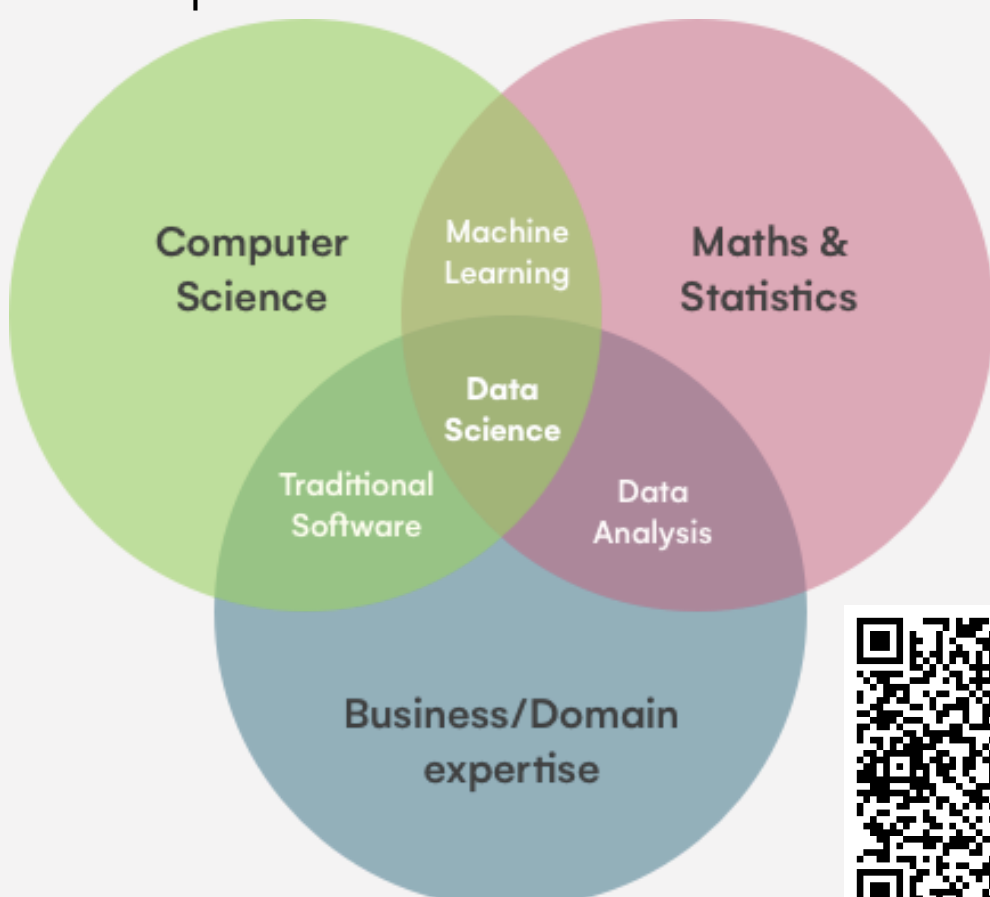 Computer
Science
Machine
Learning
Maths &
Statistics
Data
Science
Traditional
Software
Data
Analysis
Business/Domain
expertise